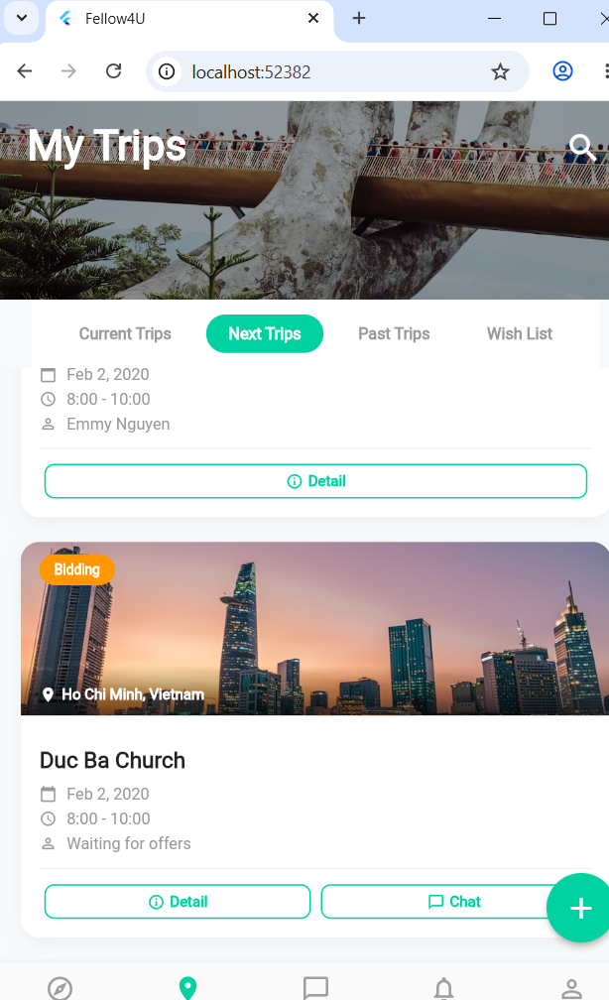 Fellow4U
localhost:52382
My Trips
Current Trips
Next Trips
Past Trips
Wish List
Feb 2, 2020
8:00 - 10:00
Emmy Nguyen
Detail
Bidding
Ho Chi Minh, Vietnam
Duc Ba Church
Feb 2, 2020
8:00 - 10:00
Waiting for offers
Detail
Chat